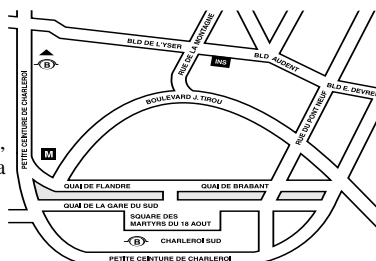 BLD DE L'YSER
RUE DE LA MONTAGNE
INS
BLD AUDENT
BLD E. DEVRE
PETITE CEINTURE DE CHARLEROI
B
BOULEVARD J. TIROU
RUE DU PONT NEUF
,
M
a
QUAI DE FLANDRE
QUAI DE BRABANT
QUAI DE LA GARE DU SUD
SQUARE DES
MARTYRS DU 18 AOUT
B CHARLEROI SUD
PETITE CEINTURE DE CHARLEROI